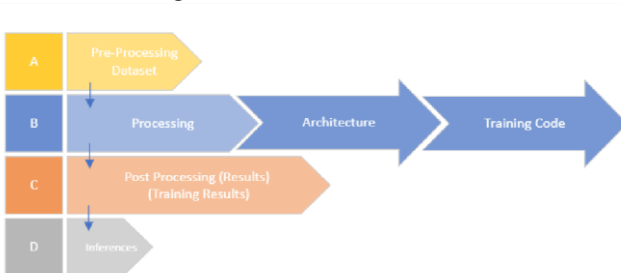 A
Pre-Processing
Dataset
B
Processing
Architecture
Training Code
C
Post Processing (Results)
(Training Results)
D
Inferences